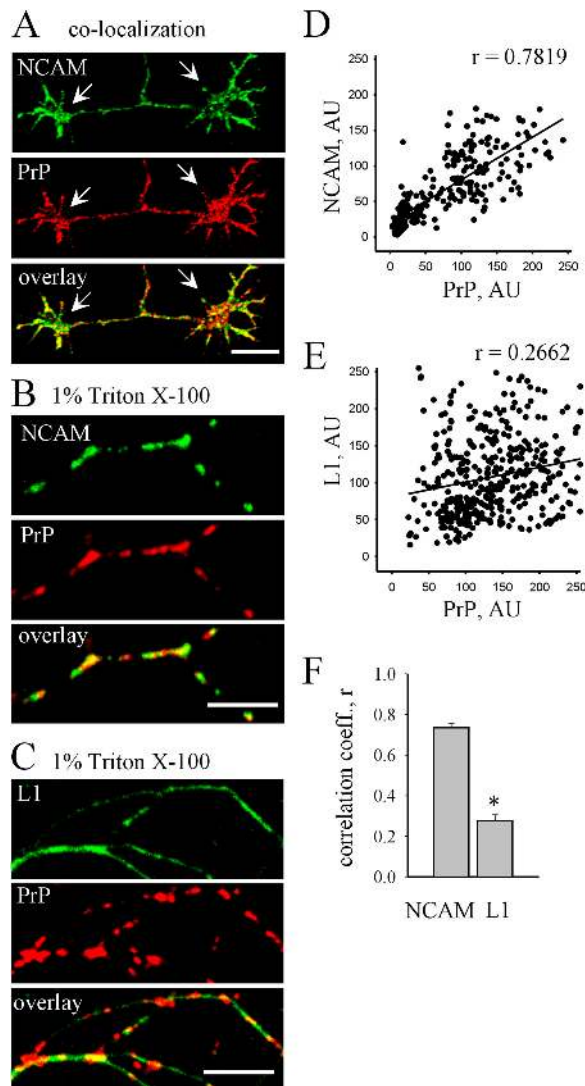 A co-localization
NCAM
PrP
overlay
B 1% Triton X-100
NCAM
PrP
overlay
C 1% Triton X-100
L1
PrP
overlay
D
r = 0.7819
250
200
150
100
50
0
NCAM, AU
0 50 100 150 200 250
PrP, AU
E
r = 0.2662
250
200
150
100
50
0
L1, AU
0 50 100 150 200 250
PrP, AU
F
1.0
0.8
0.6
0.4
0.2
0.0
correlation coeff., r
*
NCAM L1